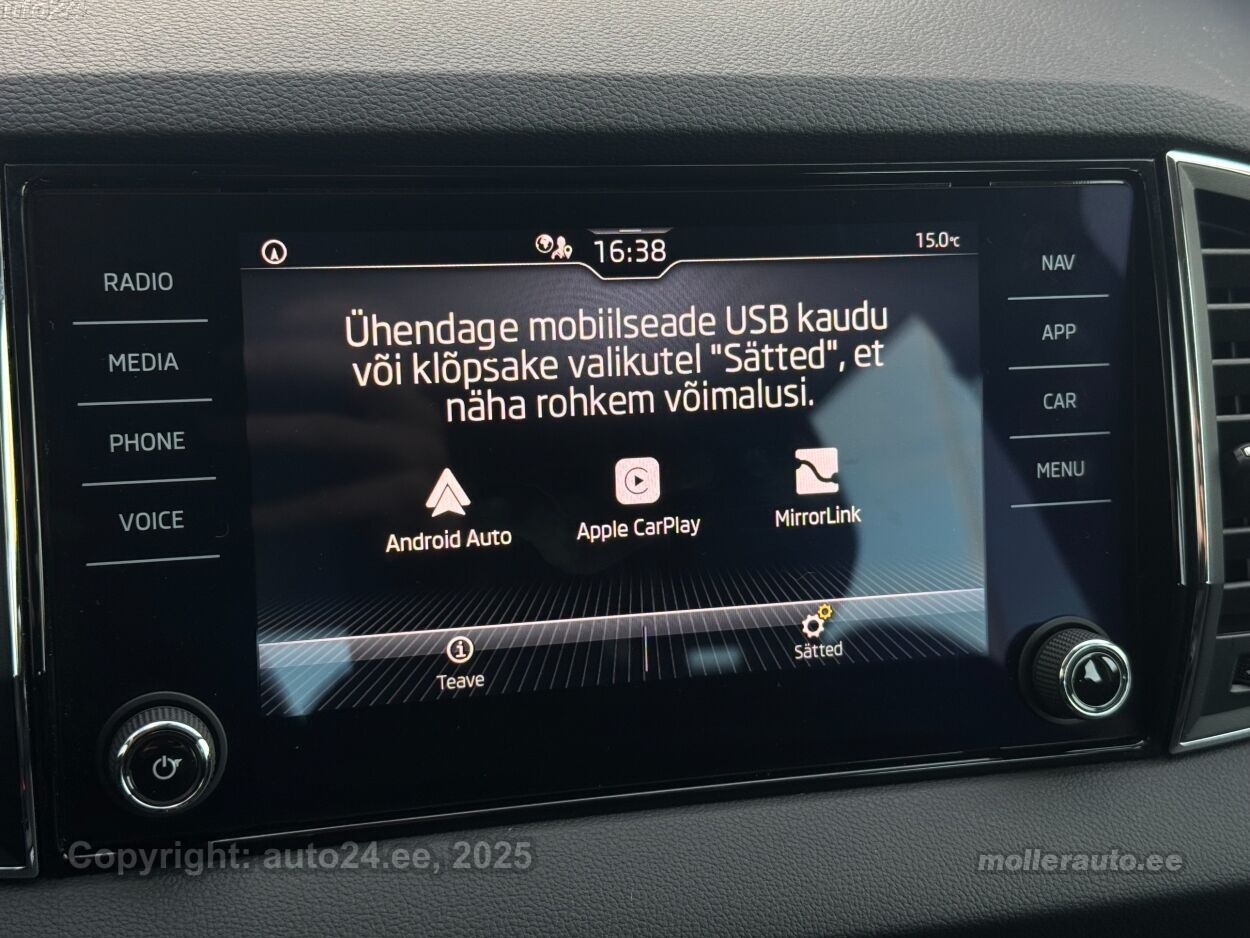 auto24
16:38
15.0°C
RADIO
MEDIA
PHONE
VOICE
NAV
APP
CAR
MENU
Ühendage mobiilseade USB kaudu
või klõpsake valikutel "Sätted", et
näha rohkem võimalusi.
Android Auto
Apple CarPlay
MirrorLink
Teave
Sätted
Copyright: auto24.ee, 2025
mollerauto.ee